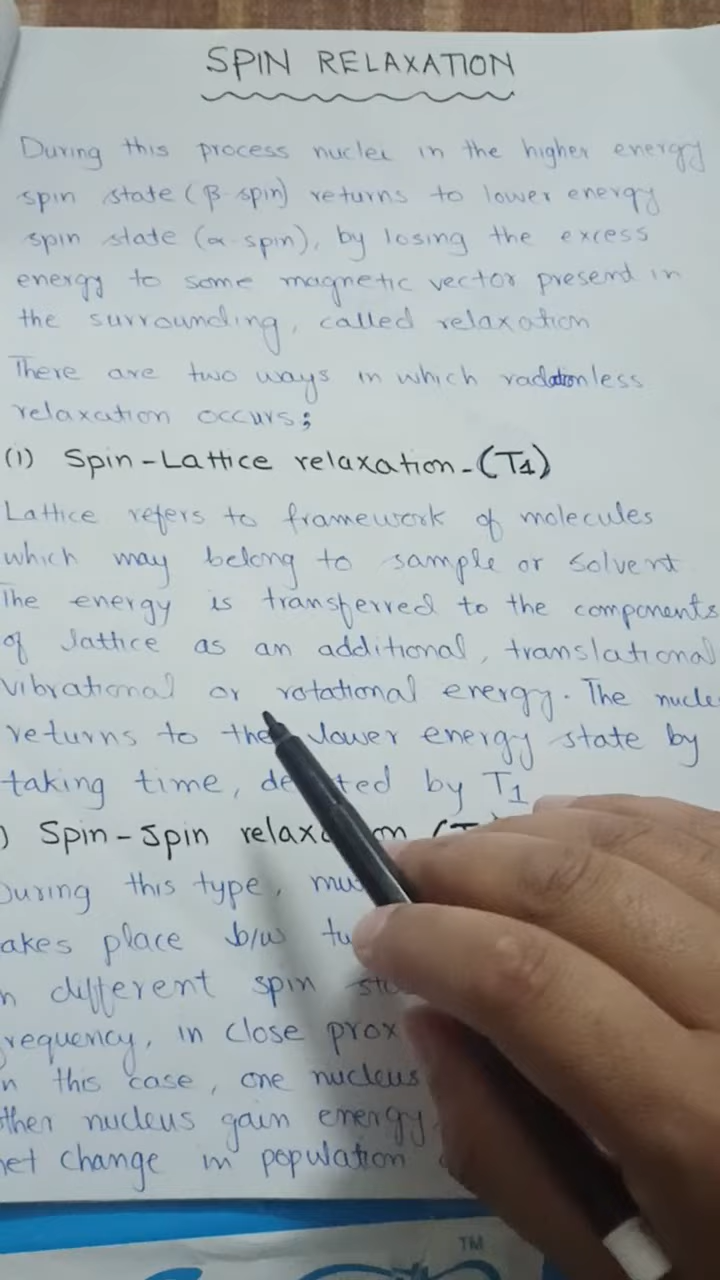 SPIN RELAXATION
During this process nuclei in the higher energy
spin state (β-spin) returns to lower energy
spin state (α-spin), by losing the excess
energy to some magnetic vector present in
the surrounding, called relaxation
There are two ways in which radationless
relaxation occurs;
(1) Spin-Lattice relaxation-(T1)
Lattice refers to framework of molecules
which may belong to sample or solvent
The energy is transferred to the components
of lattice as an additional, translational
vibrational or rotational energy. The nucle
returns to the lower energy state by
taking time, by T1
) Spin-Spin
During this type,
akes place b/w
different spin
requency, in close prox
n this case, one nucleus
ther nucleus gain energy
net change in population
TM